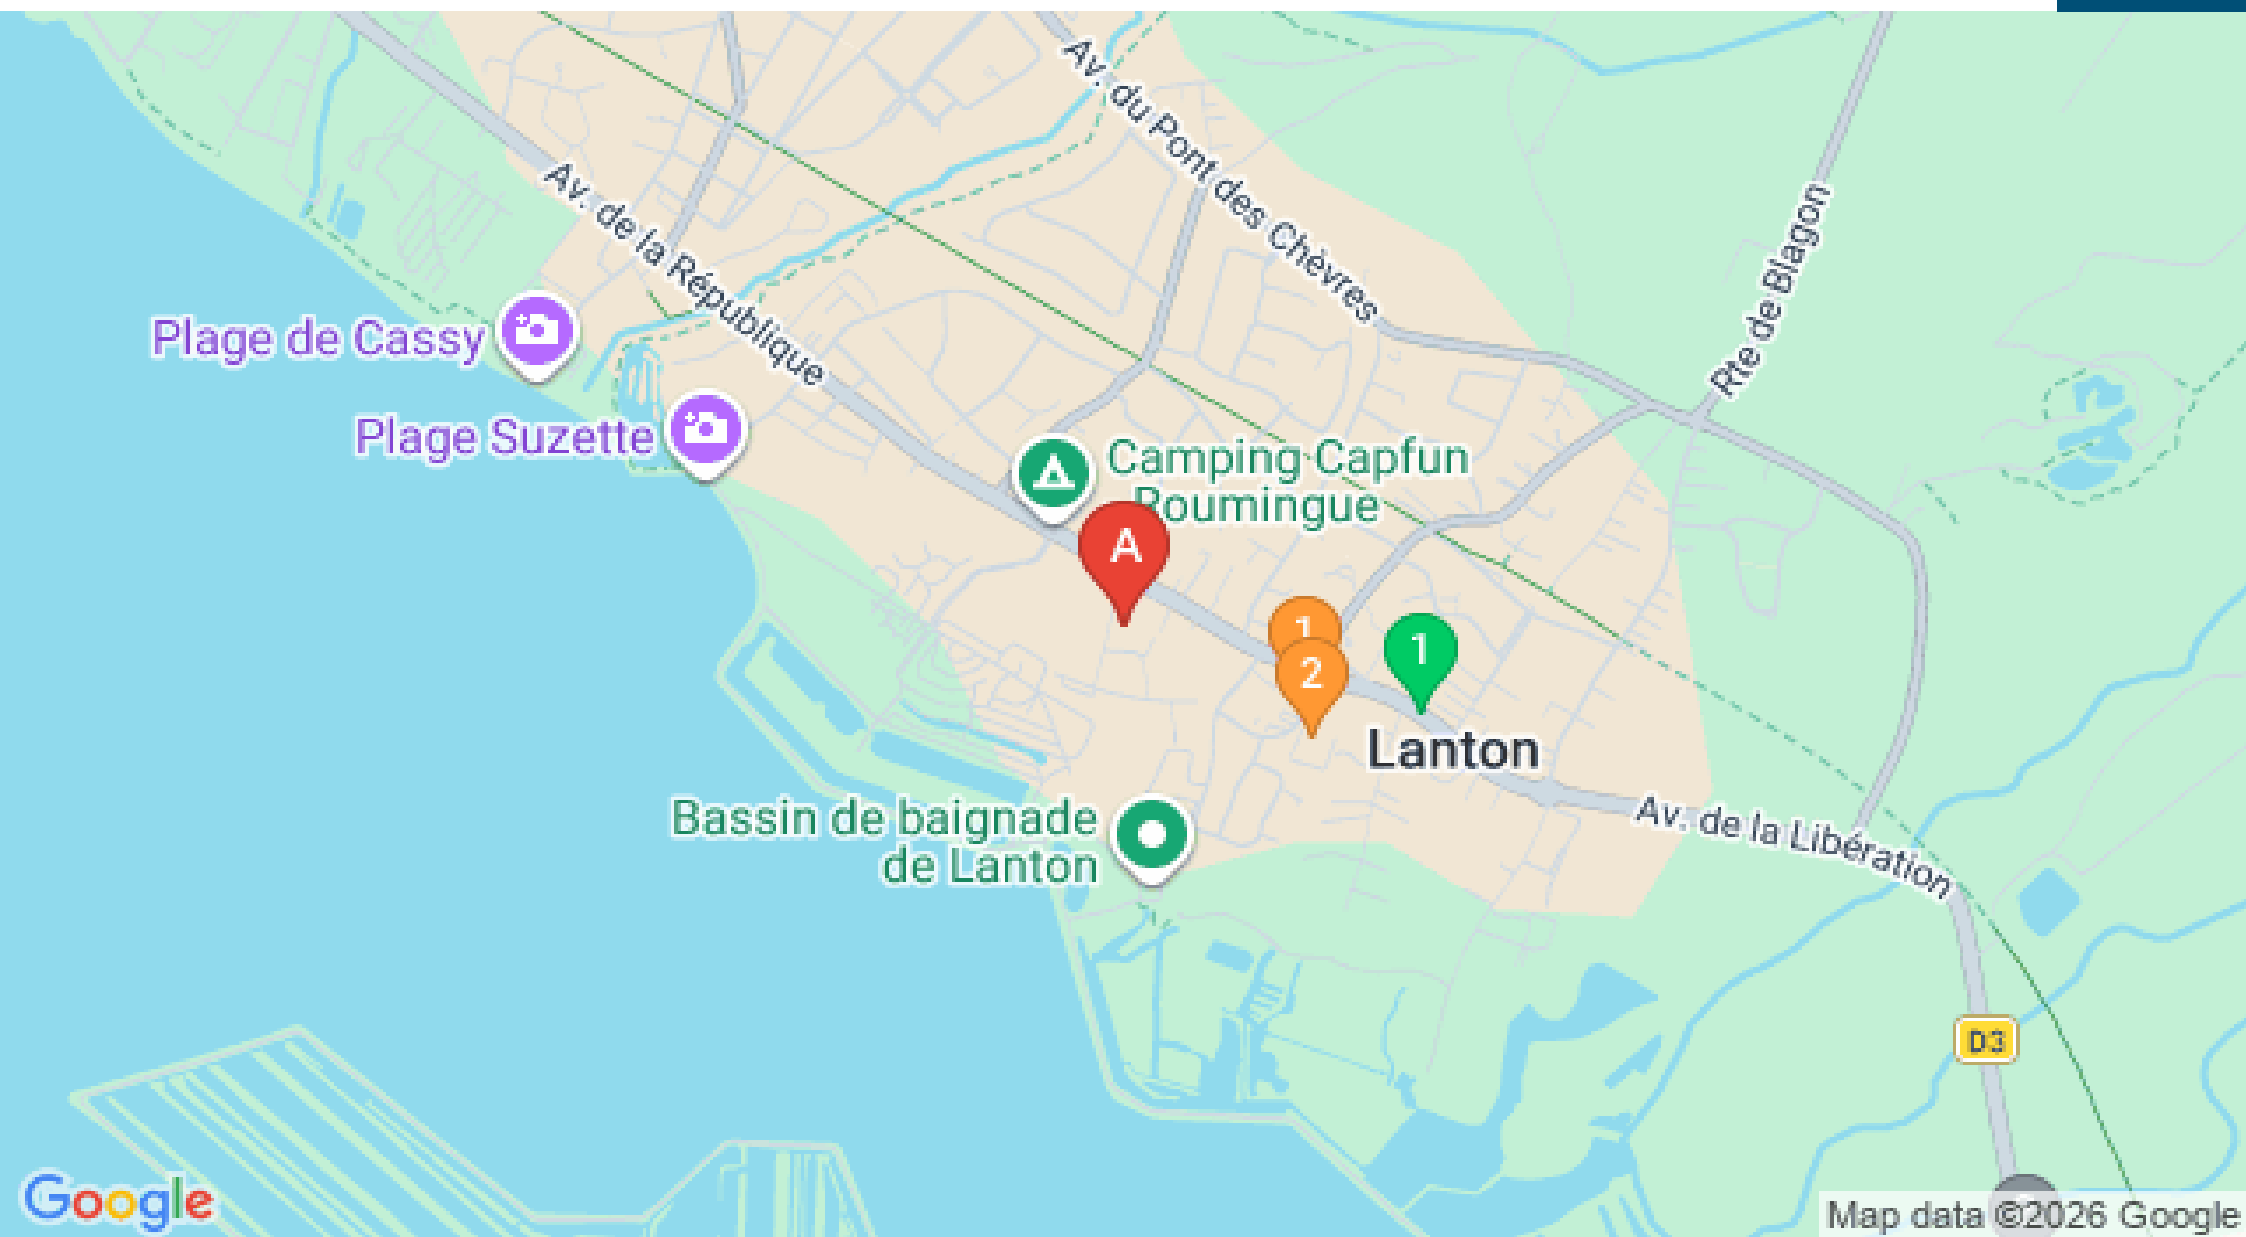 Av. du Pont des Chèvres
Av. de la République
Rte de Blagon
Plage de Cassy
Plage Suzette
Camping Capfun
Roumingue
A
1
2
1
Lanton
Bassin de baignade
de Lanton
Av. de la Libération
D3
Google
Map data ©2026 Google